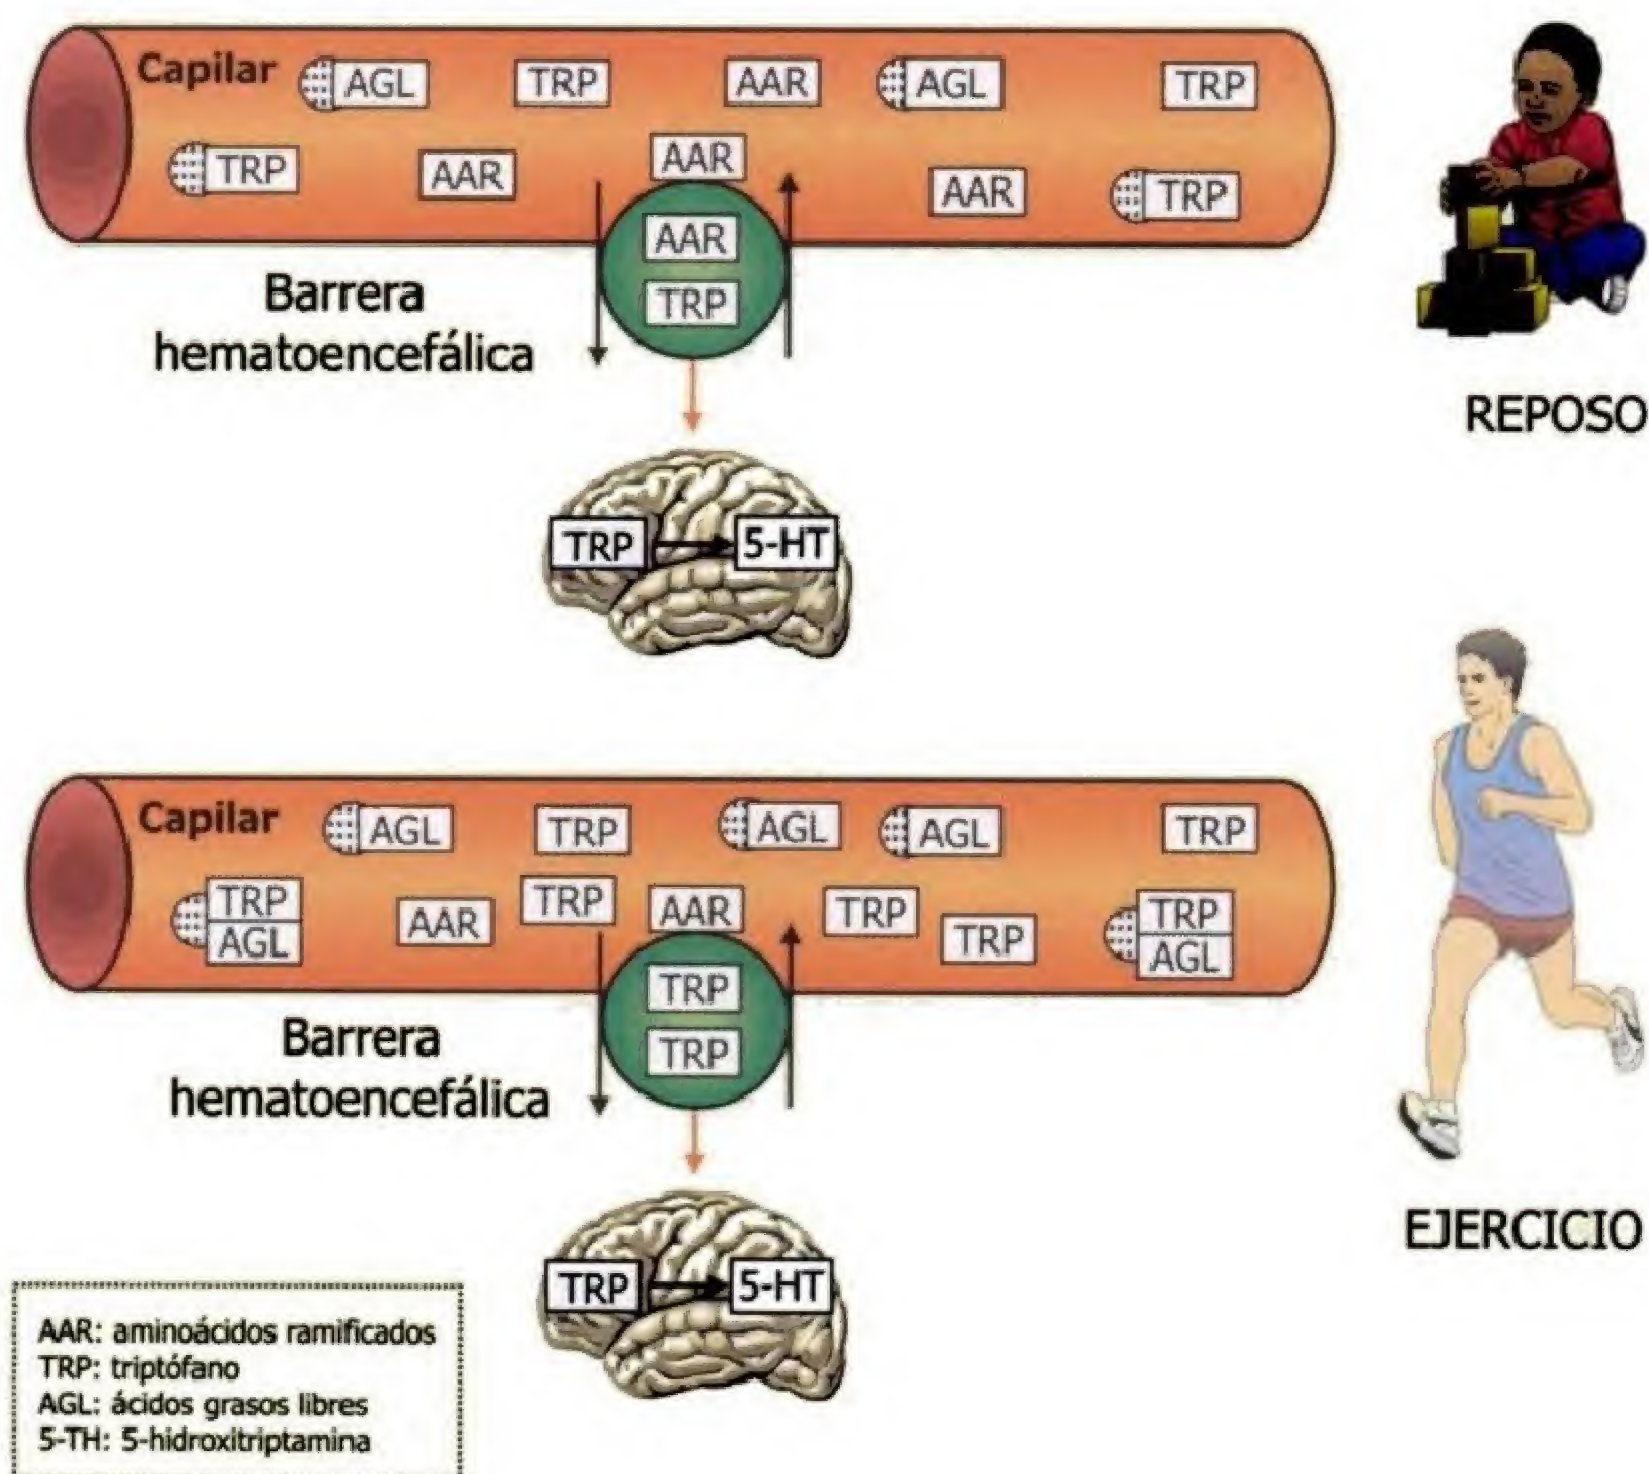 Capilar
AGL
TRP
AAR
AGL
TRP
TRP
AAR
AAR
AAR
TRP
AAR
TRP
Barrera
hematoencefálica
REPOSO
TRP
5-HT
Capilar
AGL
TRP
AGL
AGL
TRP
TRP
AGL
AAR
TRP
AAR
TRP
TRP
TRP
AGL
TRP
TRP
Barrera
hematoencefálica
TRP
5-HT
EJERCICIO
AAR: aminoácidos ramificados
TRP: triptófano
AGL: ácidos grasos libres
5-TH: 5-hidroxitriptamina